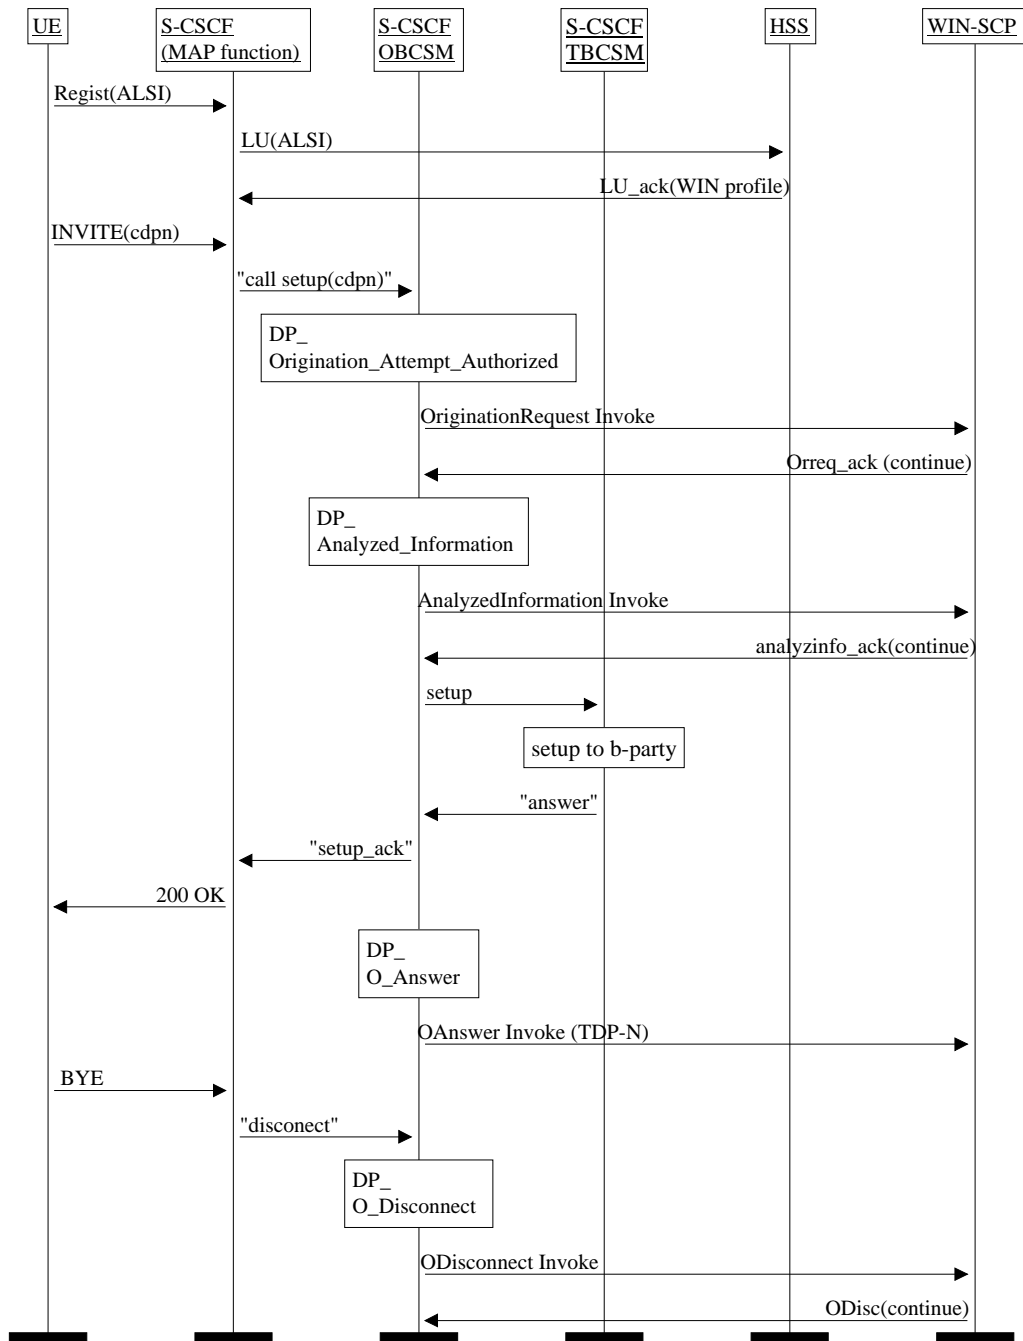 UE
S-CSCF
(MAP function)
S-CSCF
OBCSM
S-CSCF
TBCSM
HSS
WIN-SCP
Regist(ALSI)
LU(ALSI)
LU_ack(WIN profile)
INVITE(cdpn)
"call setup(cdpn)"
DP_
Origination_Attempt_Authorized
OriginationRequest Invoke
Orreq_ack (continue)
DP_
Analyzed_Information
AnalyzedInformation Invoke
analyzinfo_ack(continue)
setup
setup to b-party
"answer"
"setup_ack"
200 OK
DP_
O_Answer
OAnswer Invoke (TDP-N)
BYE
"disconect"
DP_
O_Disconnect
ODisconnect Invoke
ODisc(continue)